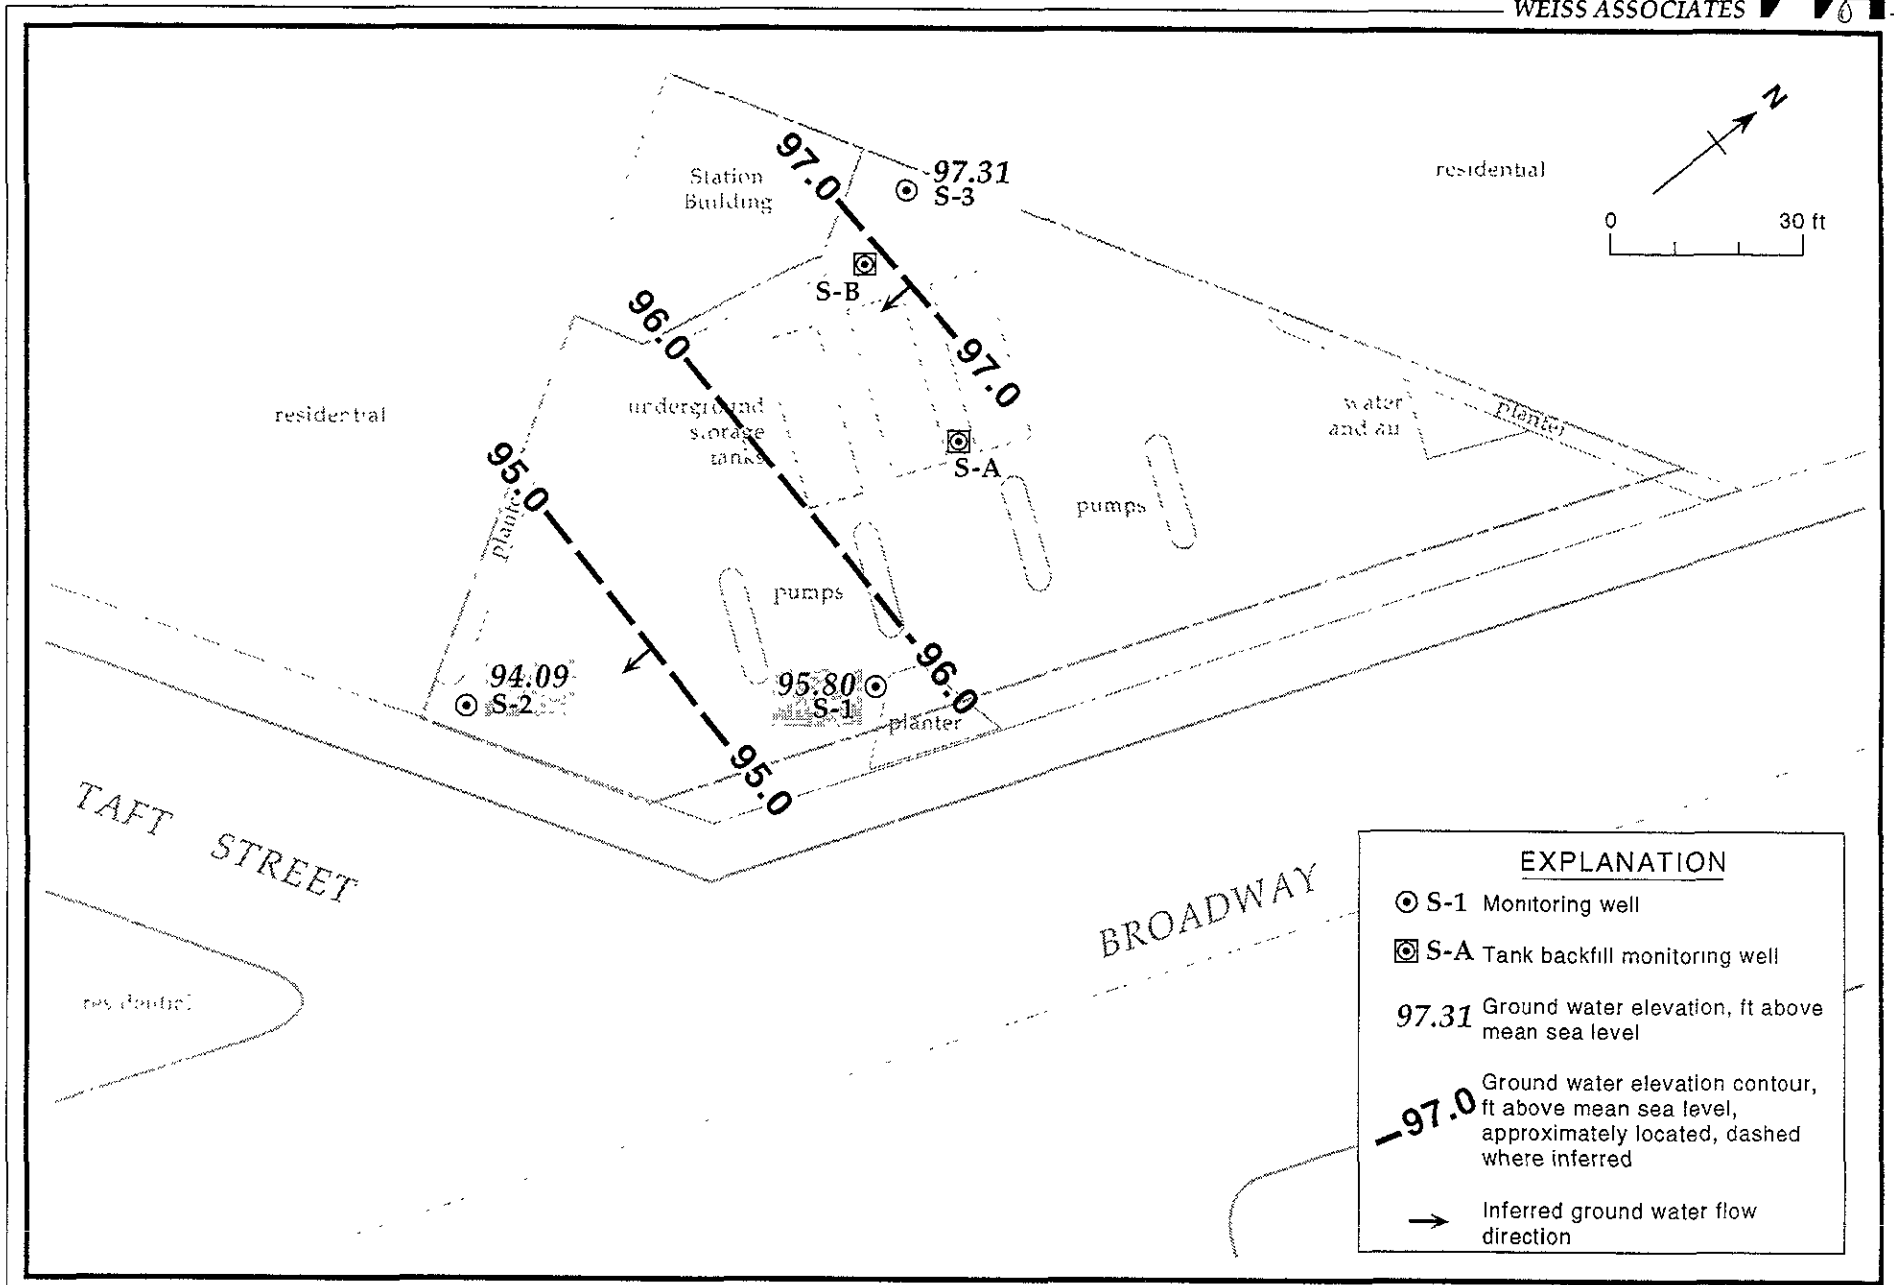 WEISS ASSOCIATES
N
0 30 ft
residential
Station
Building
97.0
97.31
S-3
S-B
96.0
97.0
residential
underground
storage
tanks
water
and air
planter
95.0
planter
S-A
pumps
pumps
94.09
S-2
95.80
S-1
96.0
planter
95.0
TAFT STREET
BROADWAY
residential
EXPLANATION
S-1 Monitoring well
S-A Tank backfill monitoring well
97.31 Ground water elevation, ft above
mean sea level
97.0 Ground water elevation contour,
ft above mean sea level,
approximately located, dashed
where inferred
Inferred ground water flow
direction